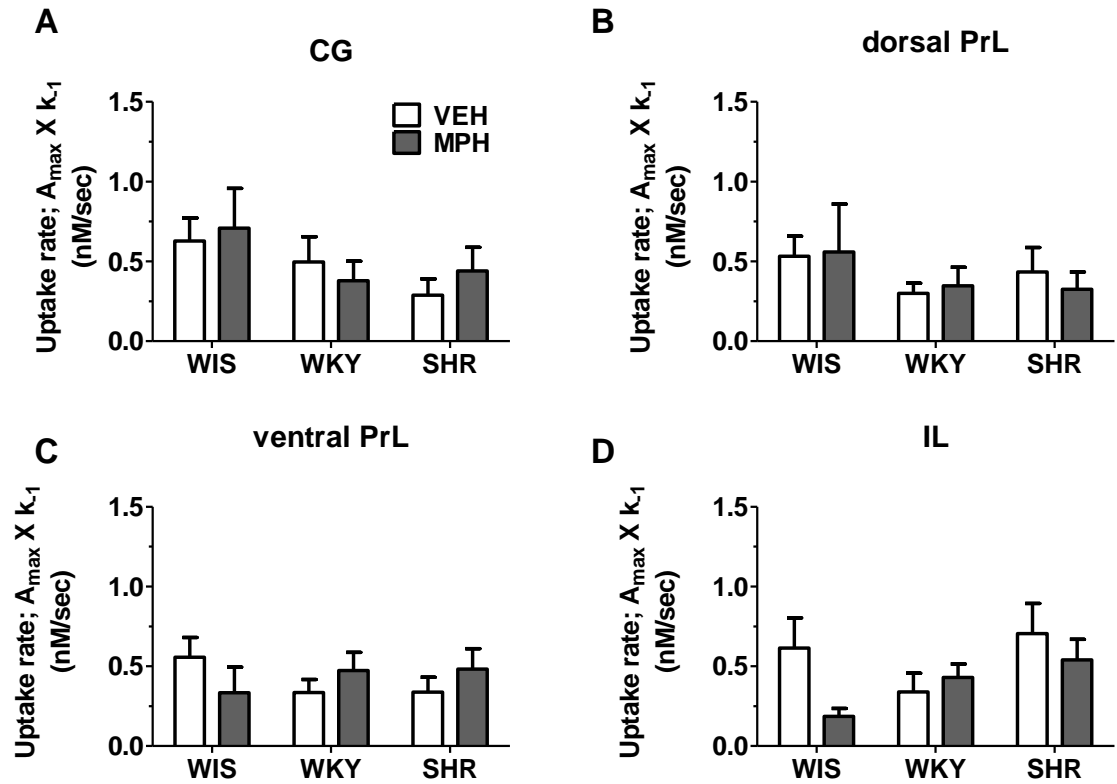 A
CG
Uptake rate; Amax X k-1
(nM/sec)
1.5
1.0
0.5
0.0
VEH
MPH
WIS WKY SHR
B
dorsal PrL
Uptake rate; Amax X k-1
(nM/sec)
1.5
1.0
0.5
0.0
WIS WKY SHR
C
ventral PrL
Uptake rate; Amax X k-1
(nM/sec)
1.5
1.0
0.5
0.0
WIS WKY SHR
D
IL
Uptake rate; Amax X k-1
(nM/sec)
1.5
1.0
0.5
0.0
WIS WKY SHR